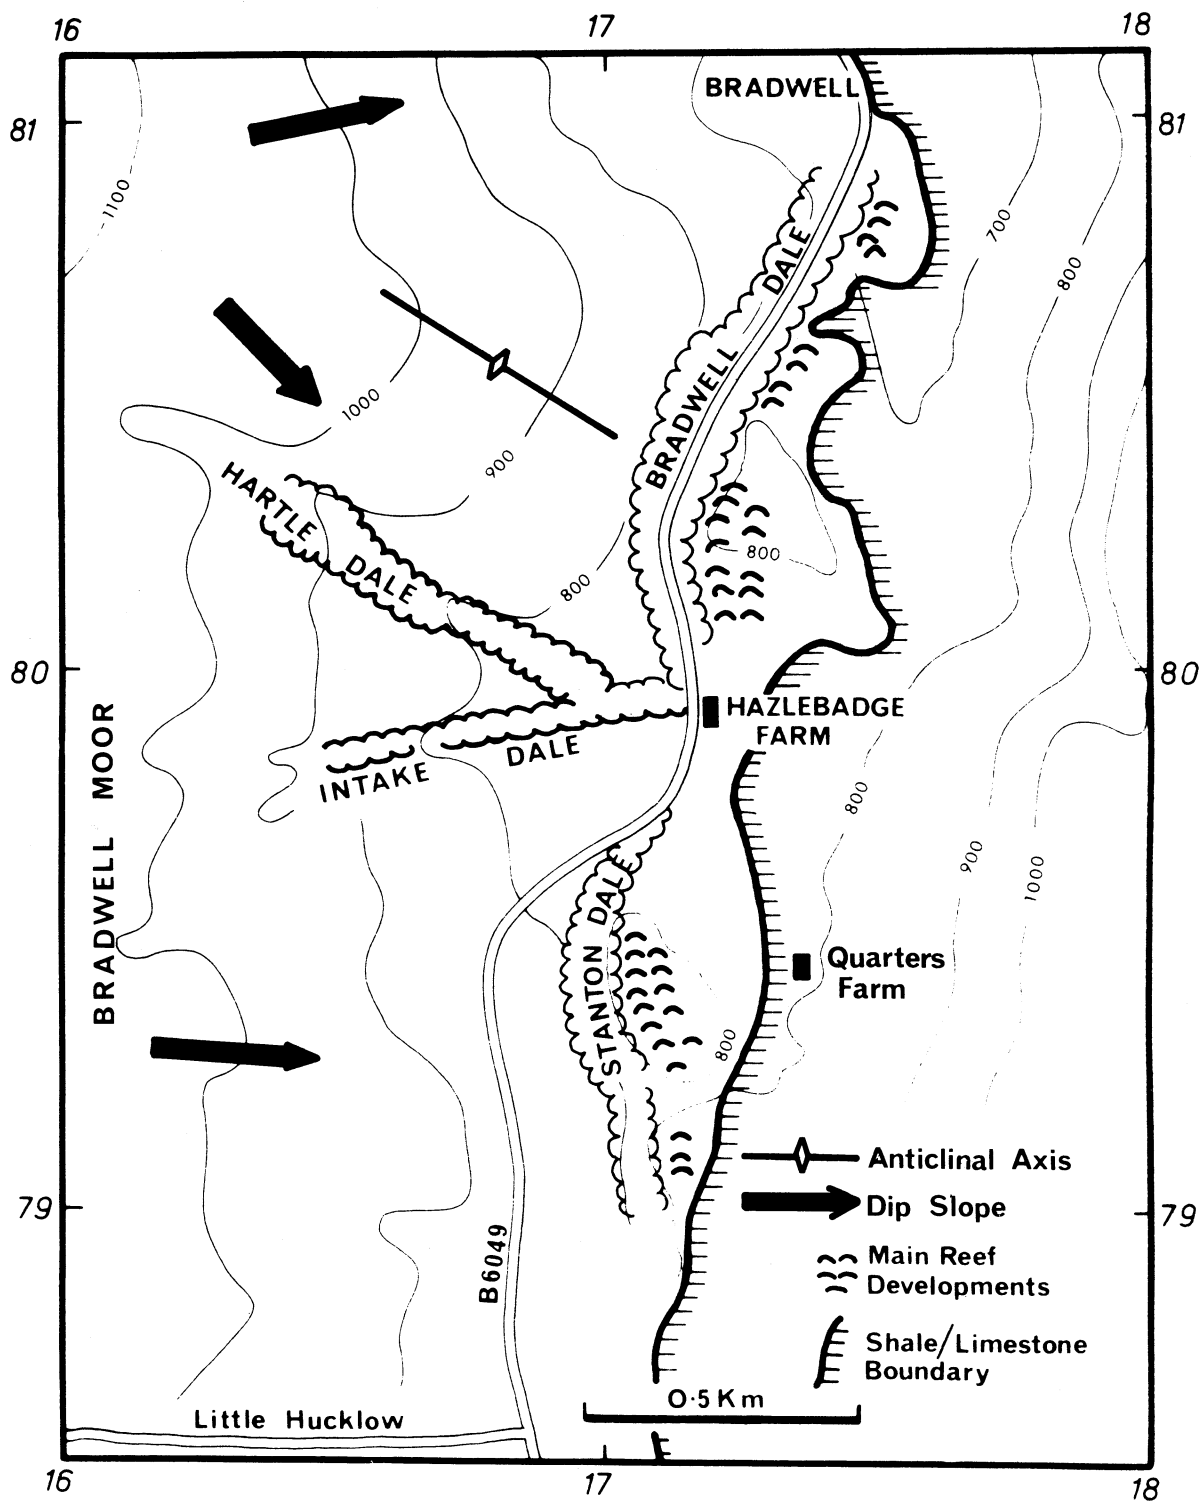 16
17
18
81
81
BRADWELL
1100
700
800
DALE
BRADWELL
1000
900
HARTLE
DALE
800
800
80
80
HAZLEBADGE
FARM
INTAKE
DALE
BRADWELL MOOR
800
900
1000
STANTON DALE
Quarters
Farm
800
Anticlinal Axis
79
79
Dip Slope
B6049
Main Reef
Developments
Shale/Limestone
Boundary
0·5Km
Little Hucklow
16
17
18